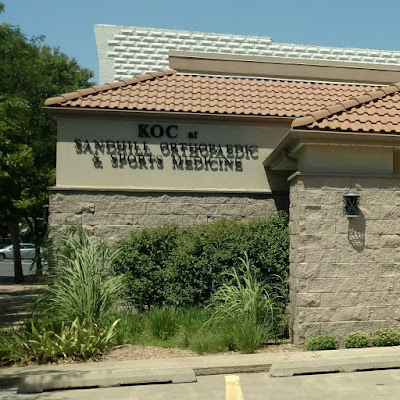 KOC at
SANDHILL ORTHOPAEDIC
& SPORTS MEDICINE